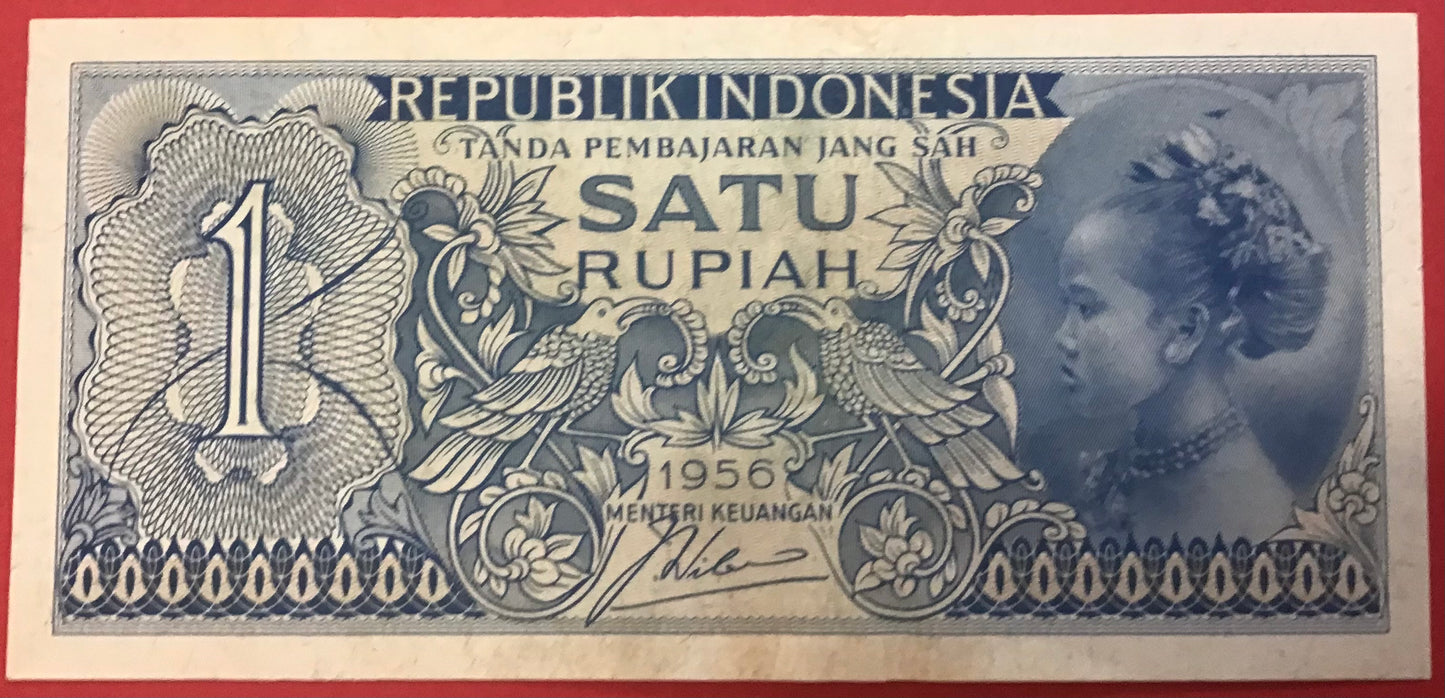 REPUBLIK INDONESIA
TANDA PEMBAJARAN JANG SAH
SATU
RUPIAH
1
1956
MENTERI KEUANGAN